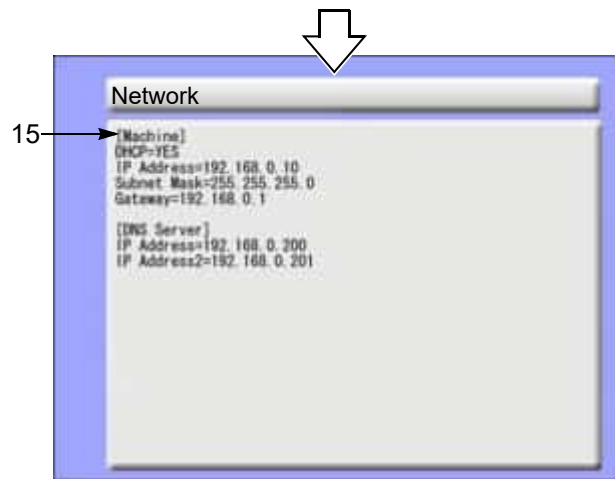 Network
15
[Machine]
DHCP=YES
IP Address=192.168.0.10
Subnet Mask=255.255.255.0
Gateway=192.168.0.1
[DNS Server]
IP Address=192.168.0.200
IP Address2=192.168.0.201